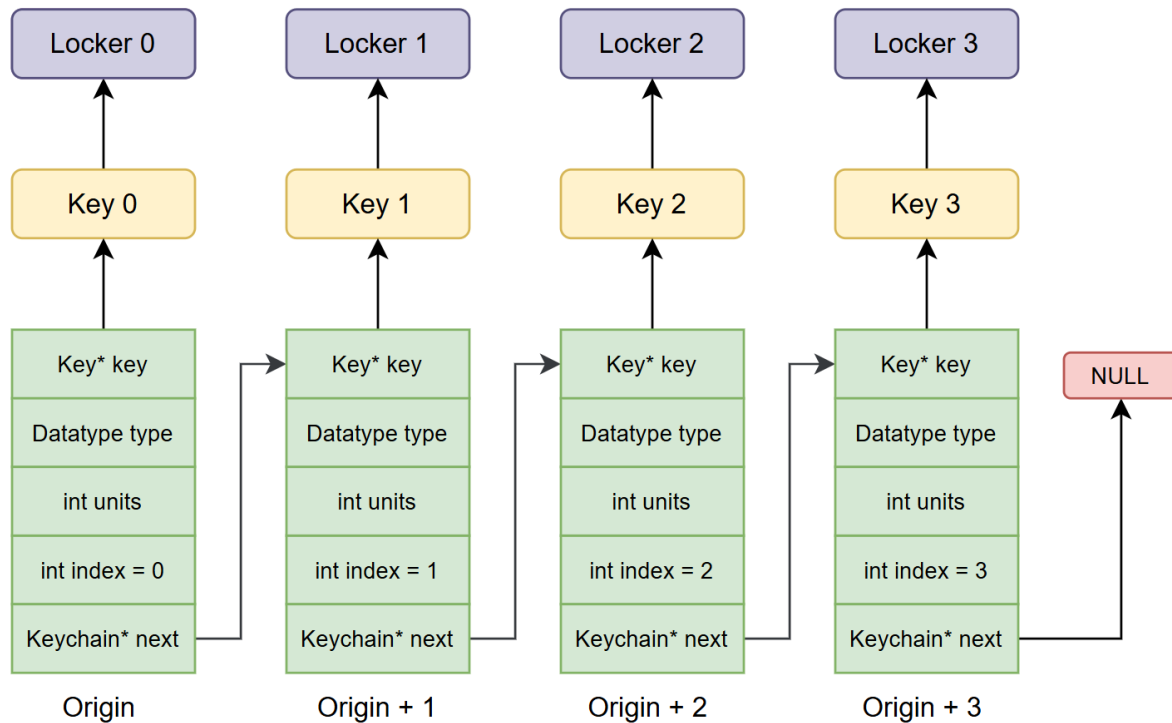 Locker 0
Locker 1
Locker 2
Locker 3
Key 0
Key 1
Key 2
Key 3
Key* key
Key* key
Key* key
Key* key
NULL
Datatype type
Datatype type
Datatype type
Datatype type
int units
int units
int units
int units
int index = 0
int index = 1
int index = 2
int index = 3
Keychain* next
Keychain* next
Keychain* next
Keychain* next
Origin
Origin + 1
Origin + 2
Origin + 3